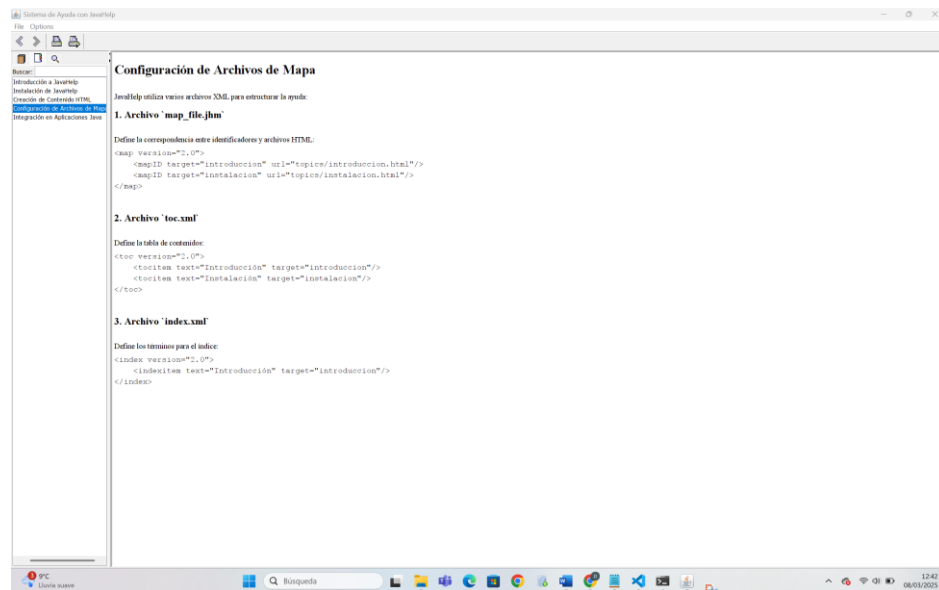 Sistema de Ayuda con JavaHelp
File Options
Buscar:
Introducción a JavaHelp
Instalación de JavaHelp
Creación de Contenido HTML
Configuración de Archivos de Mapa
Integración en Aplicaciones Java
Configuración de Archivos de Mapa
JavaHelp utiliza varios archivos XML para estructurar la ayuda:
1. Archivo `map_file.jhm`
Define la correspondencia entre identificadores y archivos HTML:
<map version="2.0">
<mapID target="introduccion" url="topics/introduccion.html"/>
<mapID target="instalacion" url="topics/instalacion.html"/>
</map>
2. Archivo `toc.xml`
Define la tabla de contenidos:
<toc version="2.0">
<tocitem text="Introducción" target="introduccion"/>
<tocitem text="Instalación" target="instalacion"/>
</toc>
3. Archivo `index.xml`
Define los términos para el índice:
<index version="2.0">
<indexitem text="Introducción" target="introduccion"/>
</index>
9°C
Lluvia suave
Búsqueda
12:42
08/03/2025